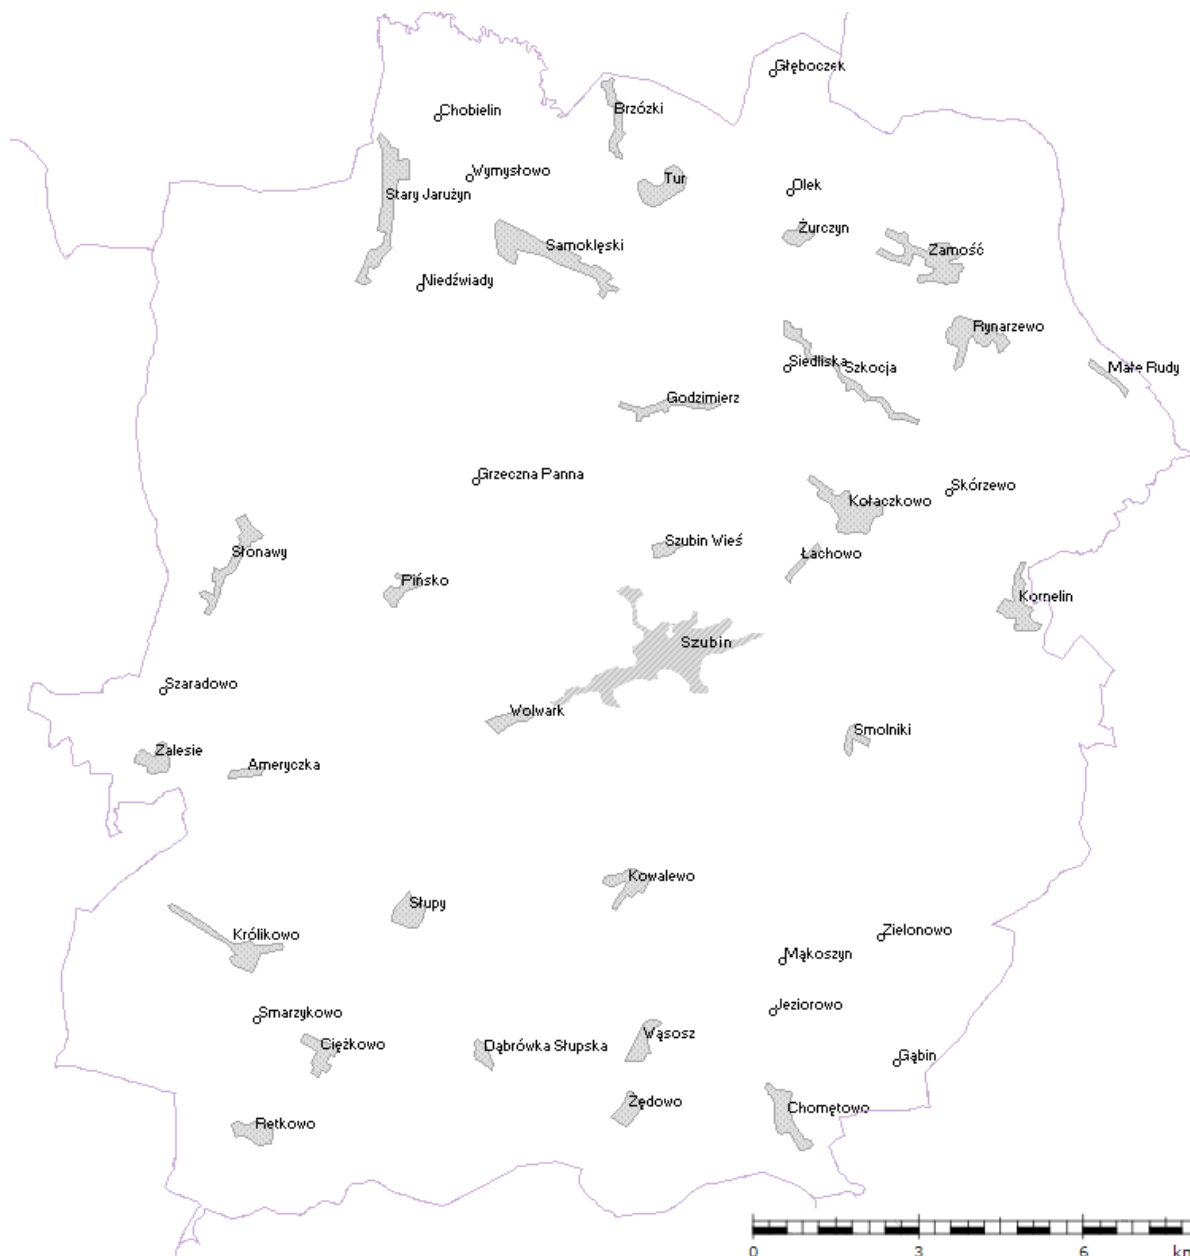 Głęboczek
Chobielin
Brzózki
Wymysłowo
Tur
Olek
Stary Jarużyn
Żurczyn
Samoklęski
Zamość
Niedźwiady
Rynarzewo
Siedliska
Szkocja
Małe Rudy
Godzimierz
Grzeczna Panna
Skórzewo
Kołaczkowo
Szubin Wieś
Słonawy
Łachowo
Pińsko
Kornelin
Szubin
Szaradowo
Wolwark
Smolniki
Zalesie
Ameryczka
Kowalewo
Słupy
Zielonowo
Królikowo
Mąkoszyn
Jeziorowo
Smarzykowo
Wąsosz
Ciężkowo
Dąbrówka Słupska
Gąbin
Żędowo
Chomętowo
Retkowo
0 3 6 km